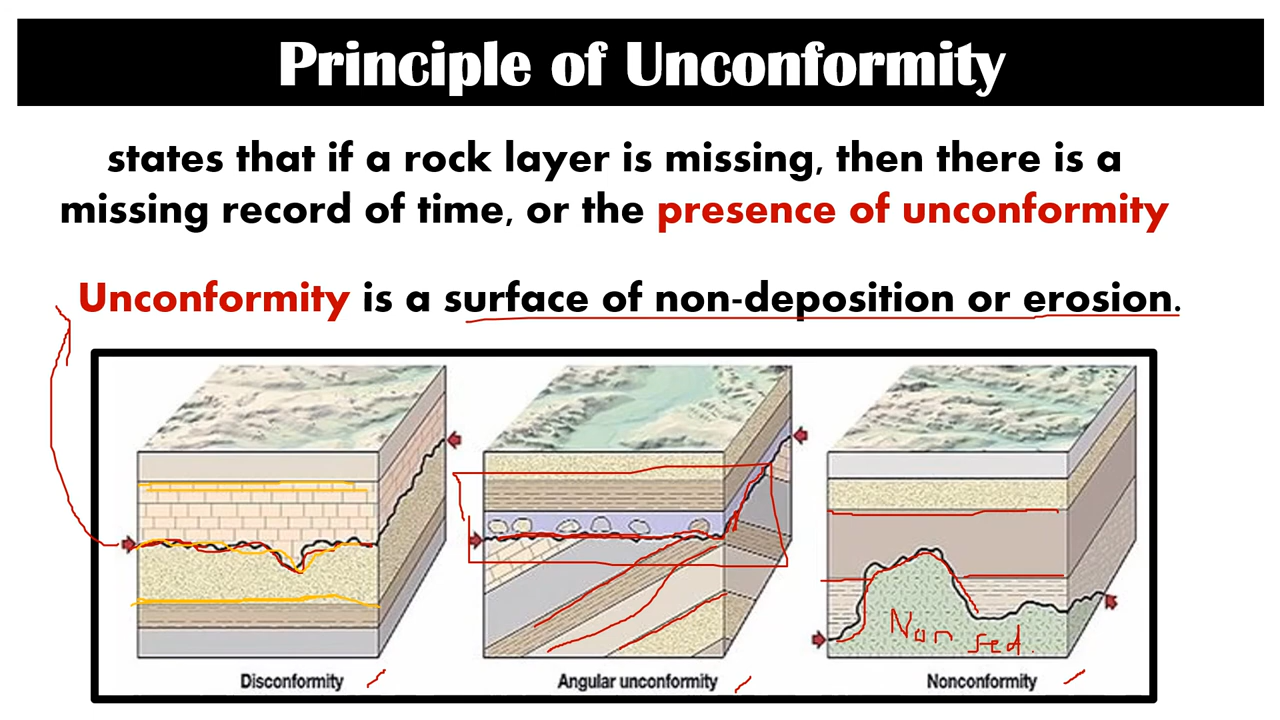 Principle of Unconformity
states that if a rock layer is missing, then there is a
missing record of time, or the presence of unconformity
Unconformity is a surface of non-deposition or erosion.
Non sed.
Disconformity
Angular unconformity
Nonconformity